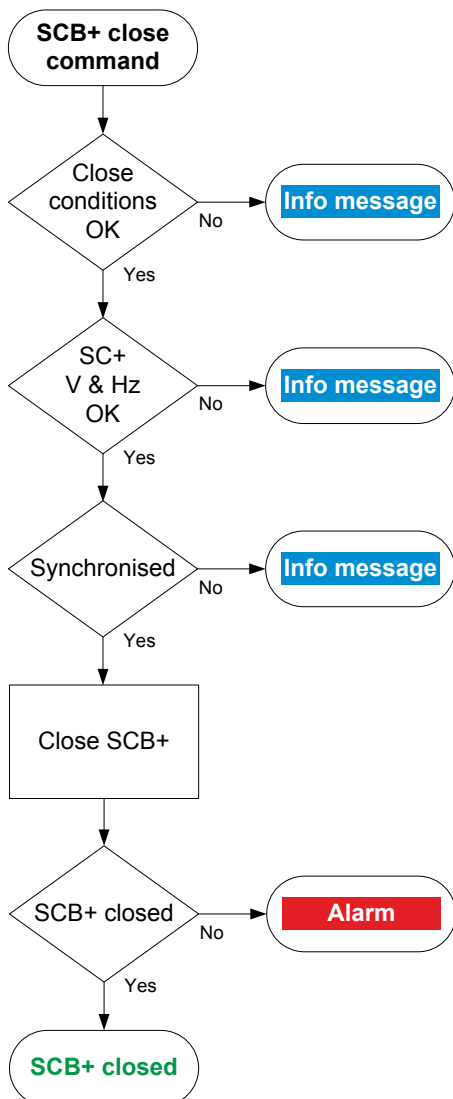 SCB+ close
command
Close
conditions
OK
No
Info message
Yes
SC+
V & Hz
OK
No
Info message
Yes
Synchronised
No
Info message
Yes
Close SCB+
SCB+ closed
No
Alarm
Yes
SCB+ closed